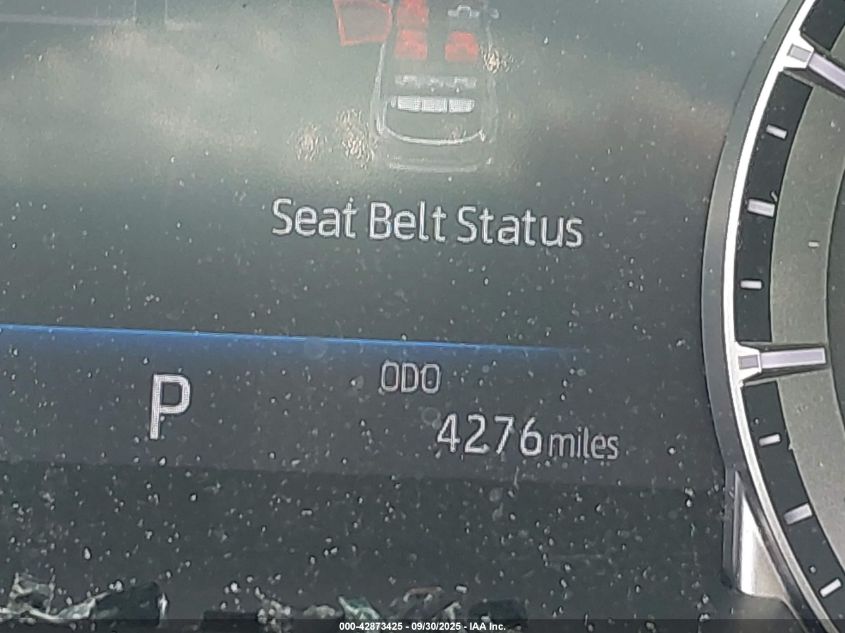 Seat Belt Status
ODO
P
4276 miles
000-42873425 - 09/30/2025 - IAA Inc.